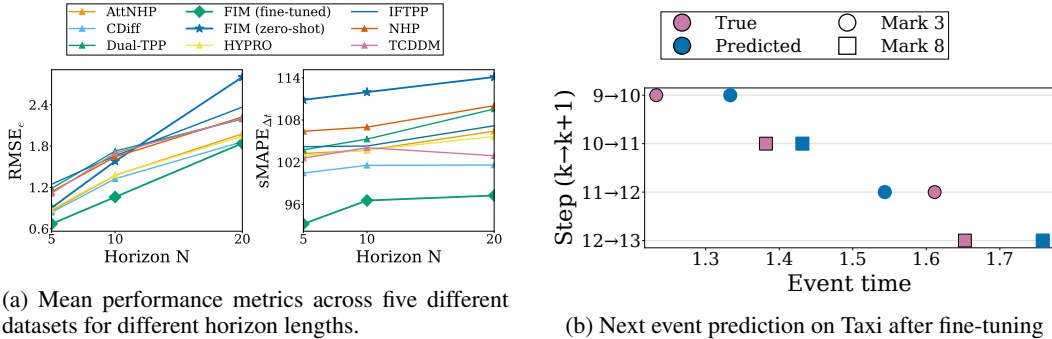 (a)
AttNHP
CDiff
Dual-TPP
FIM (fine-tuned)
FIM (zero-shot)
HYPRO
IFTPP
NHP
TCDDM
RMSEₑ
2.4
1.8
1.2
0.6
5
10
20
Horizon N
sMAPE_Δt
114
108
102
96
5
10
20
Horizon N
(a) Mean performance metrics across five different
datasets for different horizon lengths.
b)
True
Predicted
Mark 3
Mark 8
Step (k→k+1)
9→10
10→11
11→12
12→13
1.3
1.4
1.5
1.6
1.7
Event time
(b) Next event prediction on Taxi after fine-tuning